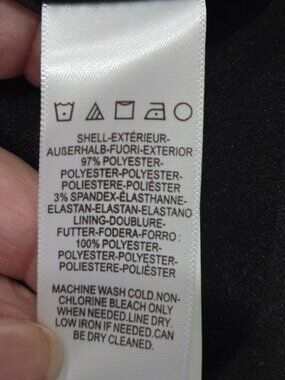 SHELL-EXTÉRIEUR-
AUßERHALB-FUORI-EXTERIOR
97% POLYESTER-
POLYESTER-POLYESTER-
POLIESTERE-POLIÉSTER
3% SPANDEX-ÉLASTHANNE-
ELASTAN-ELASTAN-ELASTANO
LINING-DOUBLURE-
FUTTER-FODERA-FORRO :
100% POLYESTER-
POLYESTER-POLYESTER-
POLIESTERE-POLIÉSTER
MACHINE WASH COLD.NON-
CHLORINE BLEACH ONLY
WHEN NEEDED.LINE DRY.
LOW IRON IF NEEDED.CAN
BE DRY CLEANED.